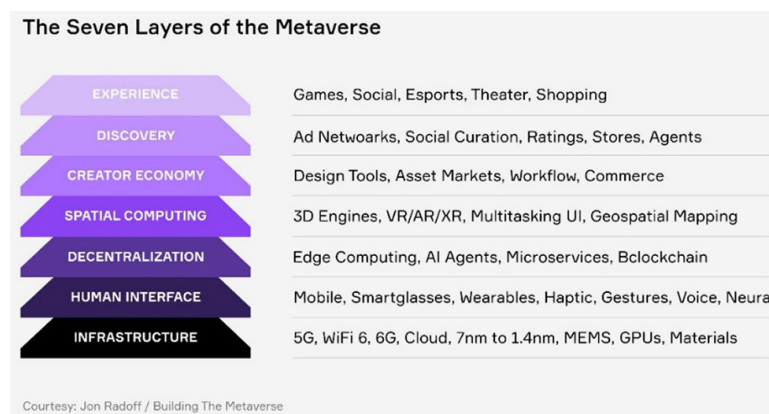 The Seven Layers of the Metaverse
EXPERIENCE Games, Social, Esports, Theater, Shopping
DISCOVERY Ad Netwoarks, Social Curation, Ratings, Stores, Agents
CREATOR ECONOMY Design Tools, Asset Markets, Workflow, Commerce
SPATIAL COMPUTING 3D Engines, VR/AR/XR, Multitasking UI, Geospatial Mapping
DECENTRALIZATION Edge Computing, AI Agents, Microservices, Bclockchain
HUMAN INTERFACE Mobile, Smartglasses, Wearables, Haptic, Gestures, Voice, Neura
INFRASTRUCTURE 5G, WiFi 6, 6G, Cloud, 7nm to 1.4nm, MEMS, GPUs, Materials
Courtesy: Jon Radoff / Building The Metaverse